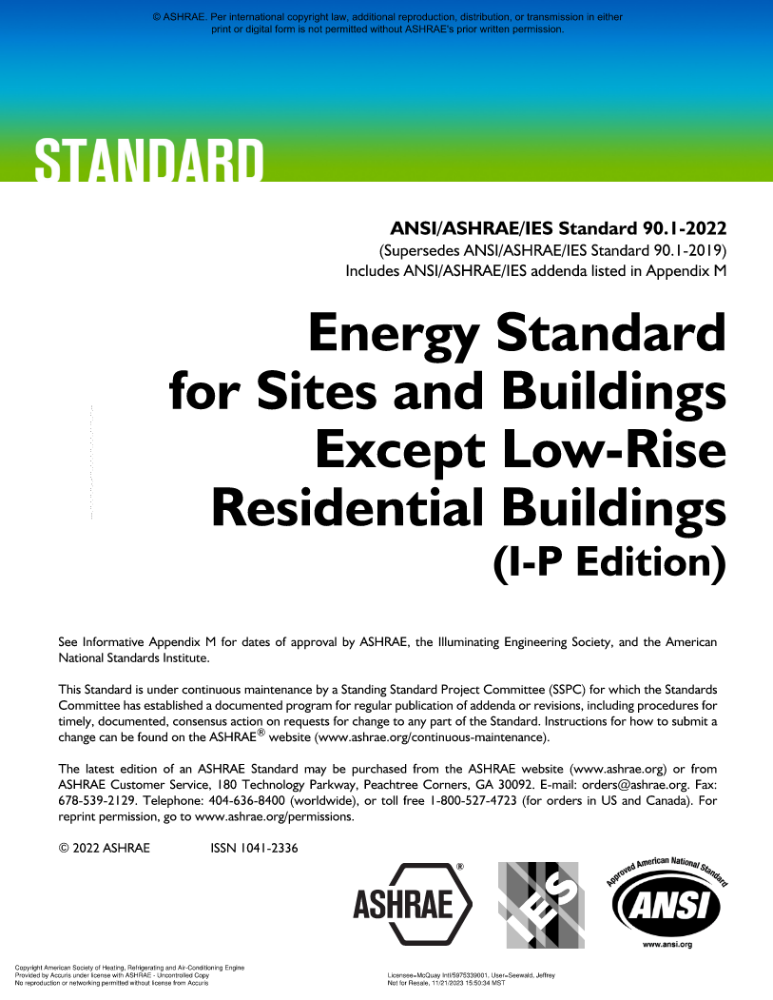 © ASHRAE. Per international copyright law, additional reproduction, distribution, or transmission in either
print or digital form is not permitted without ASHRAE's prior written permission.
STANDARD
ANSI/ASHRAE/IES Standard 90.1-2022
(Supersedes ANSI/ASHRAE/IES Standard 90.1-2019)
Includes ANSI/ASHRAE/IES addenda listed in Appendix M
Energy Standard
for Sites and Buildings
Except Low-Rise
Residential Buildings
(I-P Edition)
See Informative Appendix M for dates of approval by ASHRAE, the Illuminating Engineering Society, and the American
National Standards Institute.
This Standard is under continuous maintenance by a Standing Standard Project Committee (SSPC) for which the Standards
Committee has established a documented program for regular publication of addenda or revisions, including procedures for
timely, documented, consensus action on requests for change to any part of the Standard. Instructions for how to submit a
change can be found on the ASHRAE® website (www.ashrae.org/continuous-maintenance).
The latest edition of an ASHRAE Standard may be purchased from the ASHRAE website (www.ashrae.org) or from
ASHRAE Customer Service, 180 Technology Parkway, Peachtree Corners, GA 30092. E-mail: orders@ashrae.org. Fax:
678-539-2129. Telephone: 404-636-8400 (worldwide), or toll free 1-800-527-4723 (for orders in US and Canada). For
reprint permission, go to www.ashrae.org/permissions.
© 2022 ASHRAE ISSN 1041-2336
ASHRAE ®
IES
Approved American National Standard
ANSI
www.ansi.org
Copyright American Society of Heating, Refrigerating and Air-Conditioning Engine
Provided by Accuris under license with ASHRAE - Uncontrolled Copy
No reproduction or networking permitted without license from Accuris
Licensee=McQuay Intl/5975339001, User=Seewald, Jeffrey
Not for Resale, 11/21/2023 15:50:34 MST